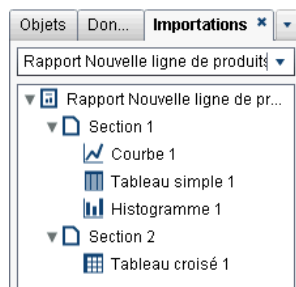 Objets Don... Importations
Rapport Nouvelle ligne de produits
Rapport Nouvelle ligne de pr...
Section 1
Courbe 1
Tableau simple 1
Histogramme 1
Section 2
Tableau croisé 1